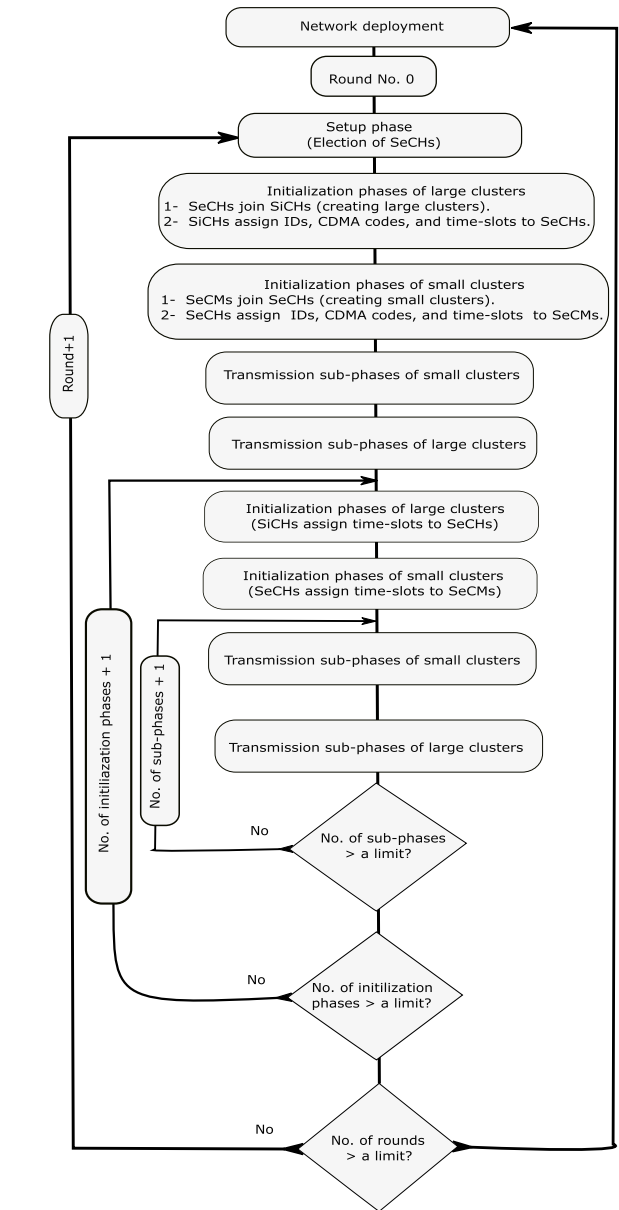 Network deployment
Round No. 0
Setup phase
(Election of SeCHs)
Initialization phases of large clusters
1- SeCHs join SiCHs (creating large clusters).
2- SiCHs assign IDs, CDMA codes, and time-slots to SeCHs.
Initialization phases of small clusters
1- SeCMs join SeCHs (creating small clusters).
2- SeCHs assign IDs, CDMA codes, and time-slots to SeCMs.
Round+1
Transmission sub-phases of small clusters
Transmission sub-phases of large clusters
Initialization phases of large clusters
(SiCHs assign time-slots to SeCHs)
Initialization phases of small clusters
(SeCHs assign time-slots to SeCMs)
No. of initiliazation phases + 1
No. of sub-phases + 1
Transmission sub-phases of small clusters
Transmission sub-phases of large clusters
No
No. of sub-phases
> a limit?
No
No. of initilization
phases > a limit?
No
No. of rounds
> a limit?